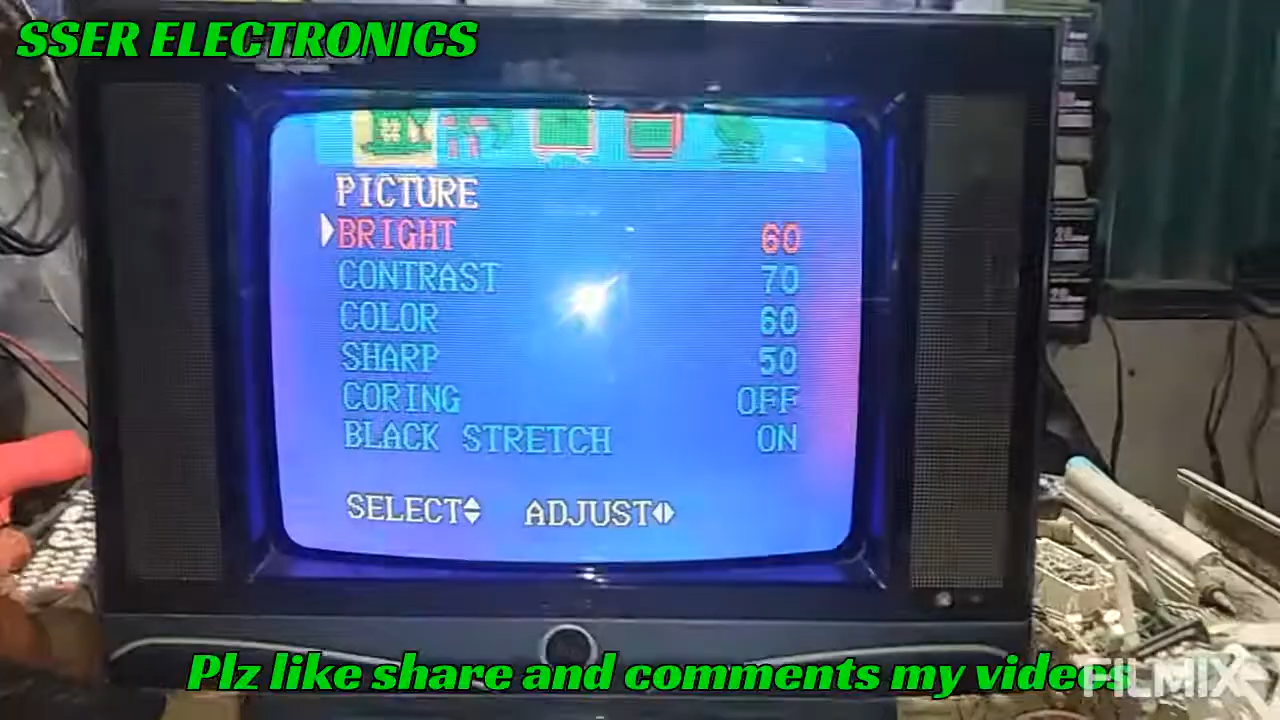 SSER ELECTRONICS
PICTURE
BRIGHT 60
CONTRAST 70
COLOR 60
SHARP 50
CORING OFF
BLACK STRETCH ON
SELECT ADJUST
Plz like share and comments my videos
FILMIX